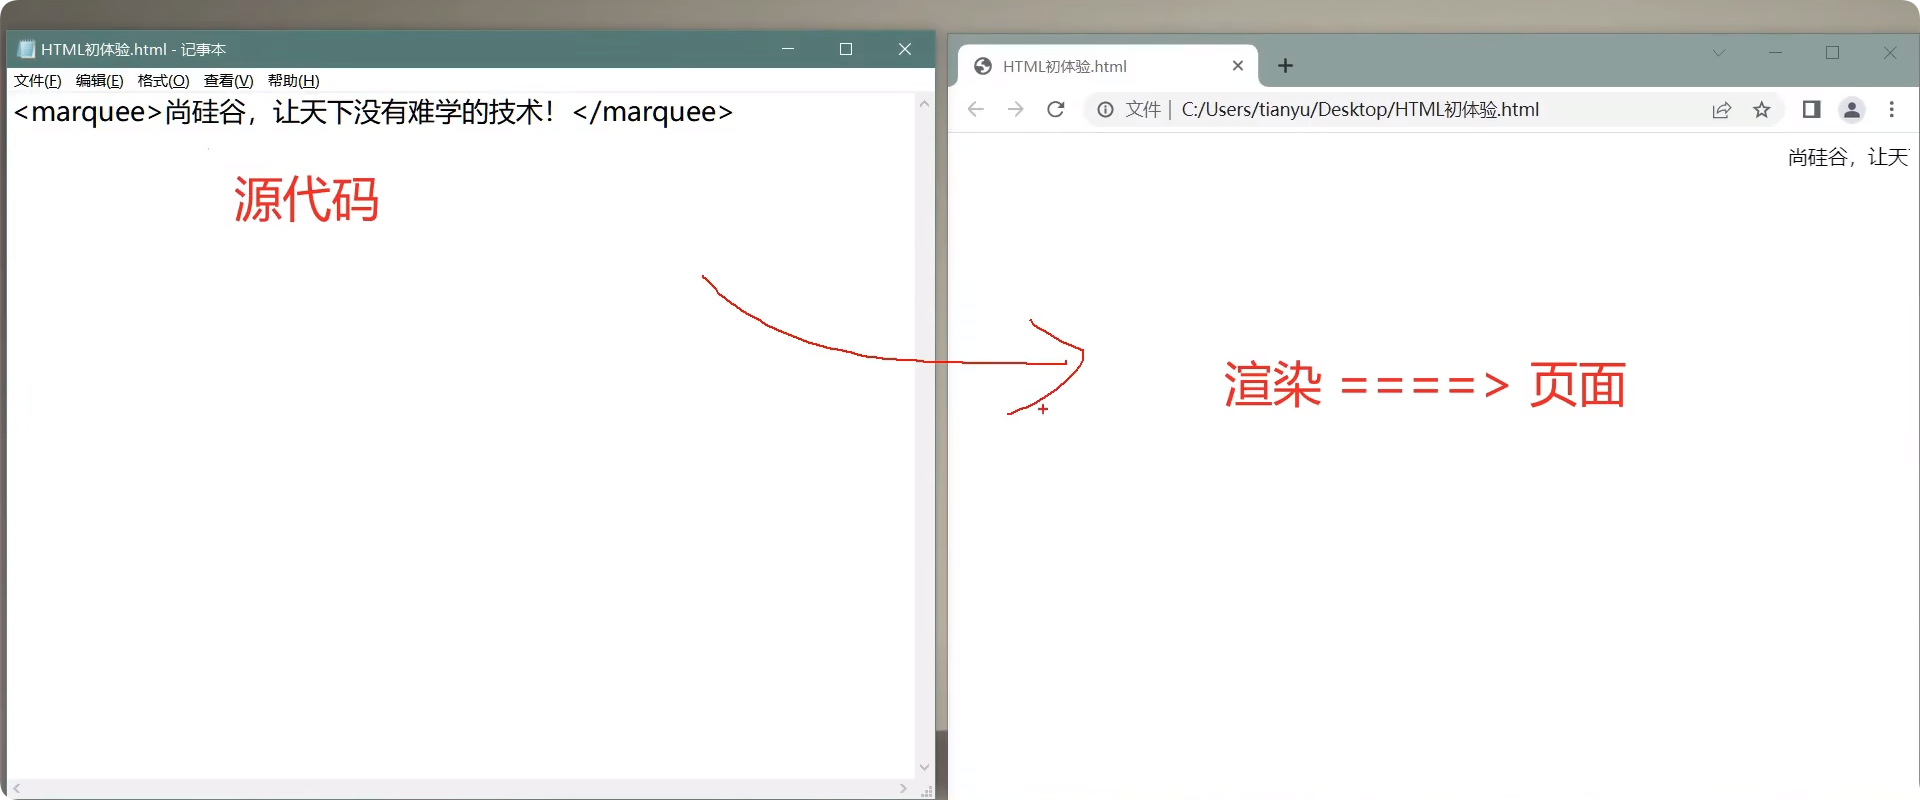 HTML初体验.html - 记事本
文件(F) 编辑(E) 格式(O) 查看(V) 帮助(H)
<marquee>尚硅谷，让天下没有难学的技术！</marquee>
源代码
HTML初体验.html
文件 | C:/Users/tianyu/Desktop/HTML初体验.html
尚硅谷，让天
渲染 ====> 页面